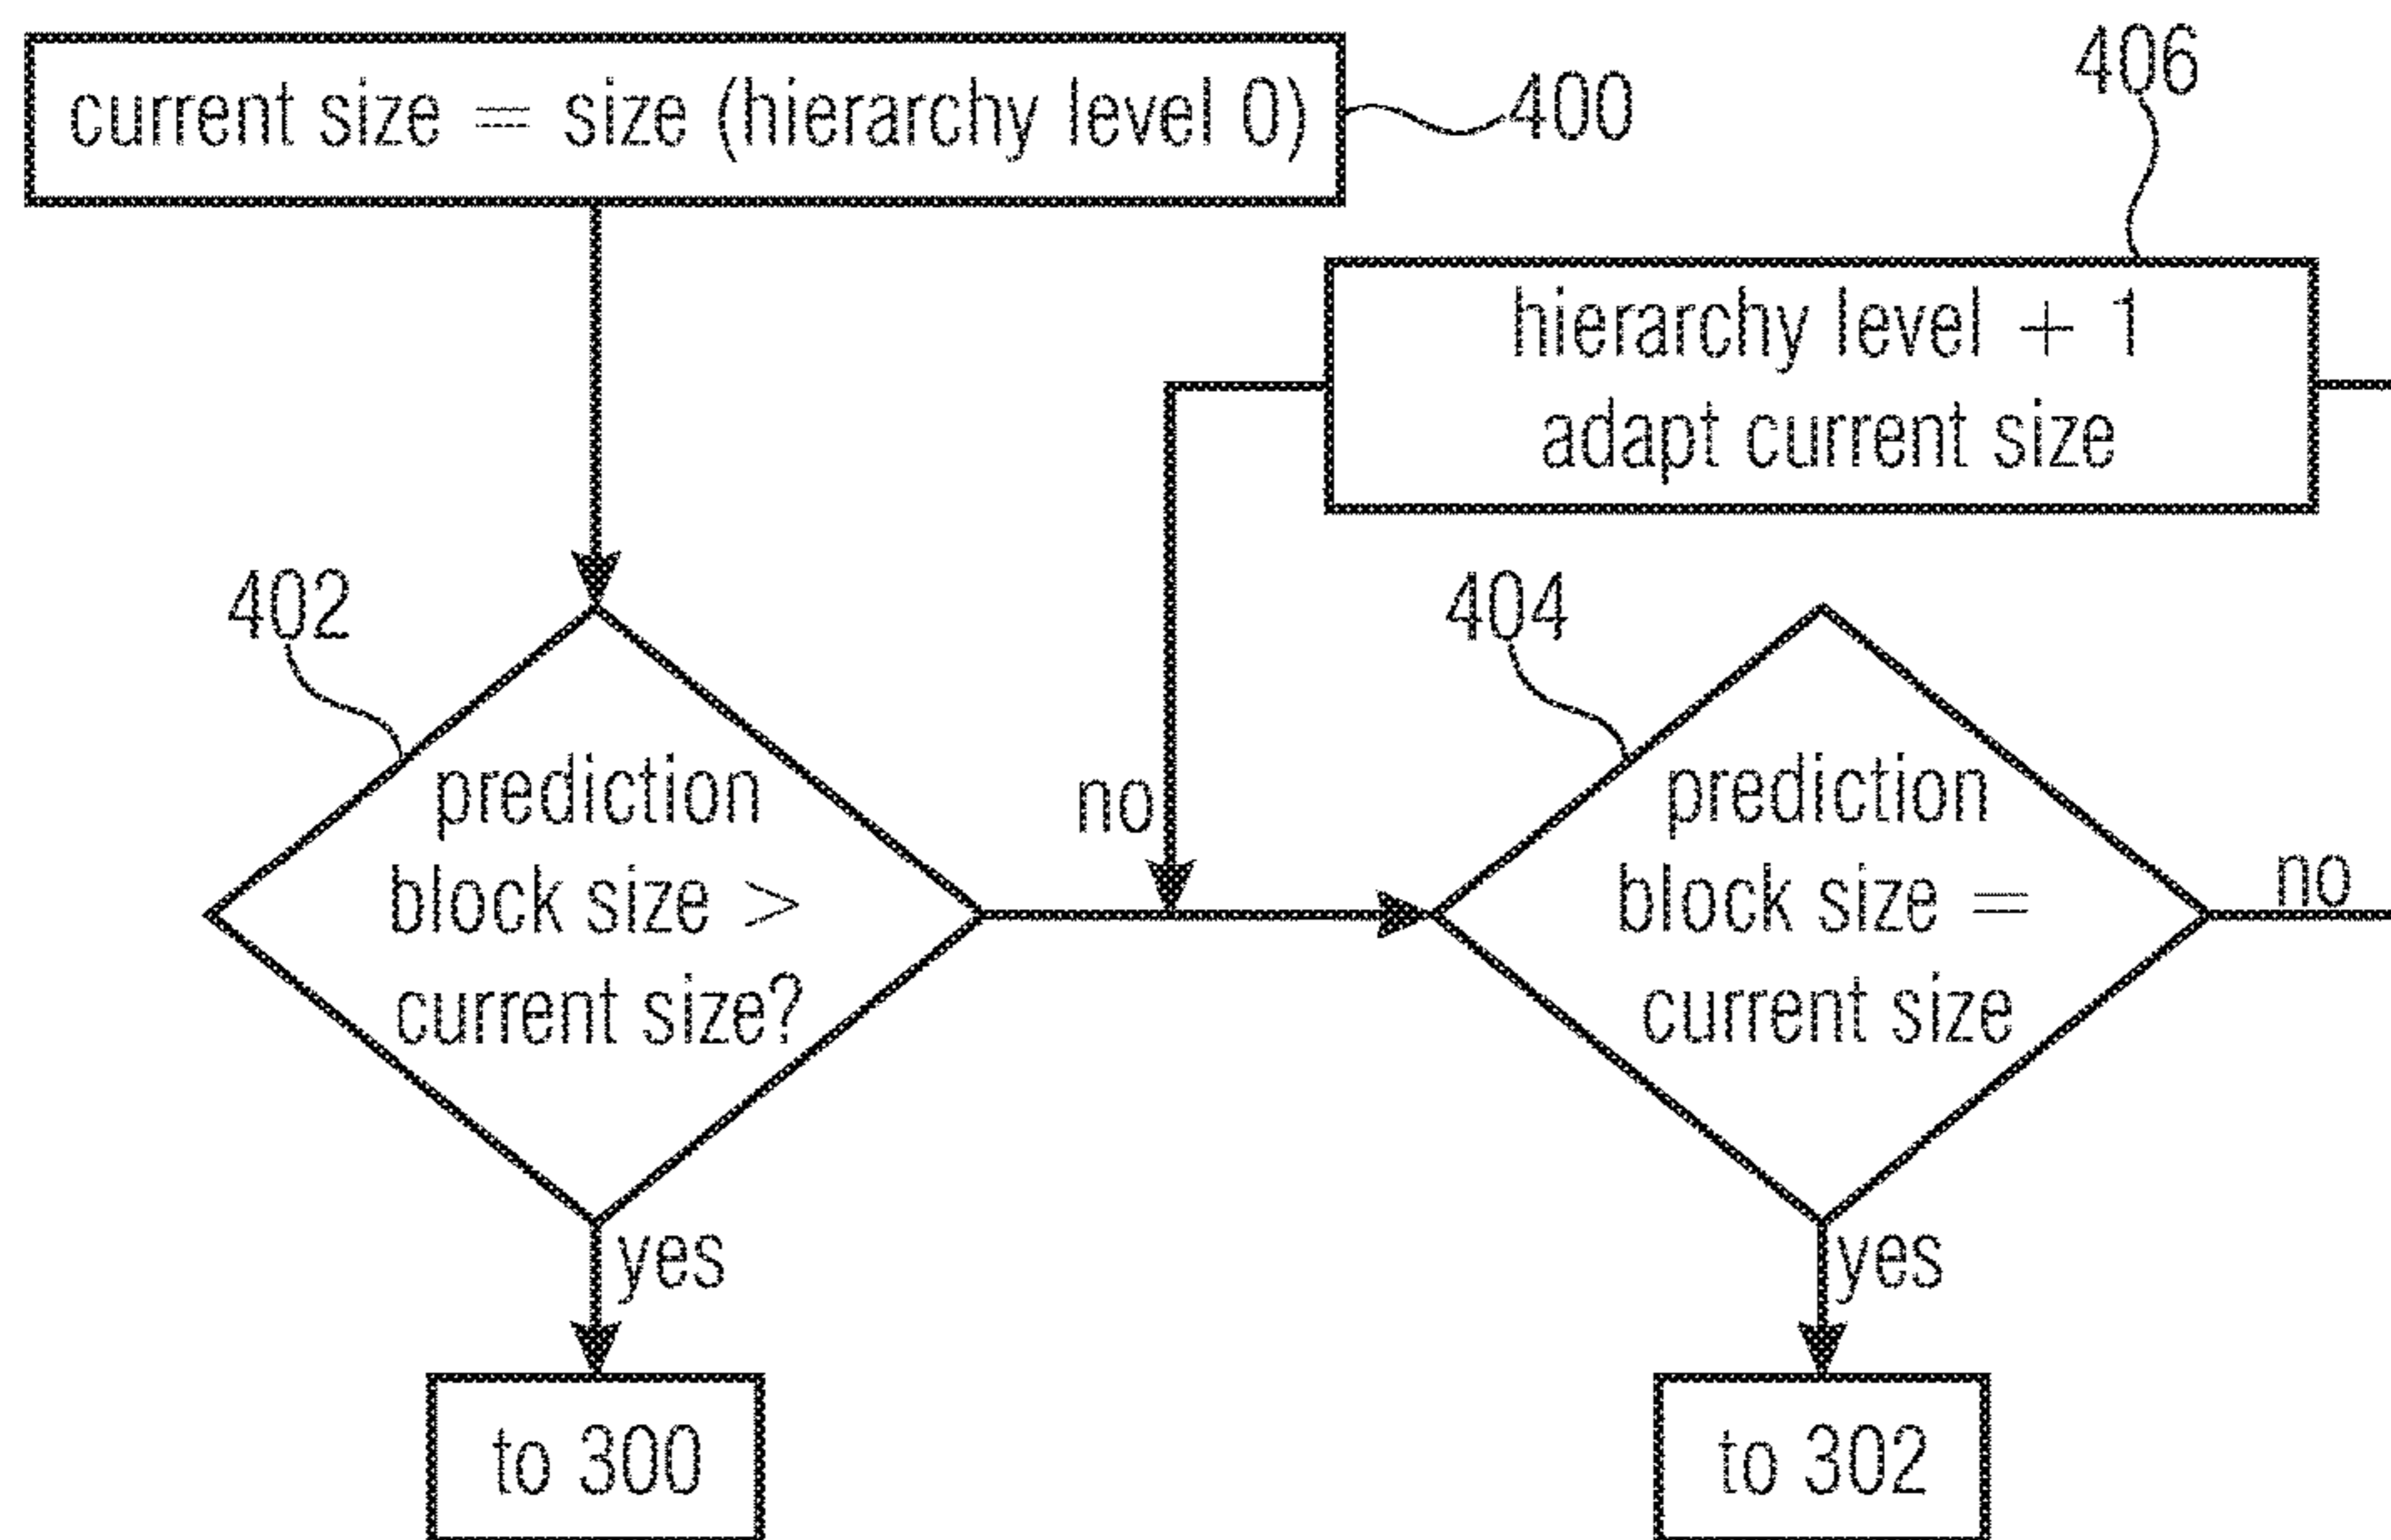 current size = size (hierarchy level 0)
400
406
hierarchy level + 1
adapt current size
402
404
prediction
block size >
current size?
no
prediction
block size =
current size
no
yes
yes
to 300
to 302